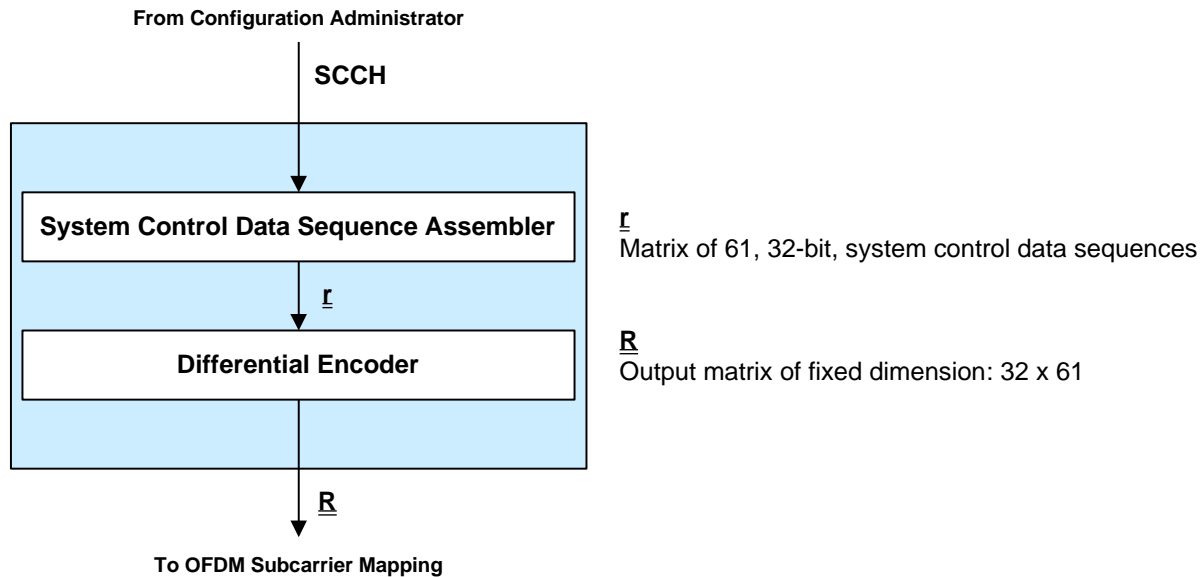 From Configuration Administrator
SCCH
System Control Data Sequence Assembler
r
Matrix of 61, 32-bit, system control data sequences
r
Differential Encoder
R
Output matrix of fixed dimension: 32 x 61
R
To OFDM Subcarrier Mapping